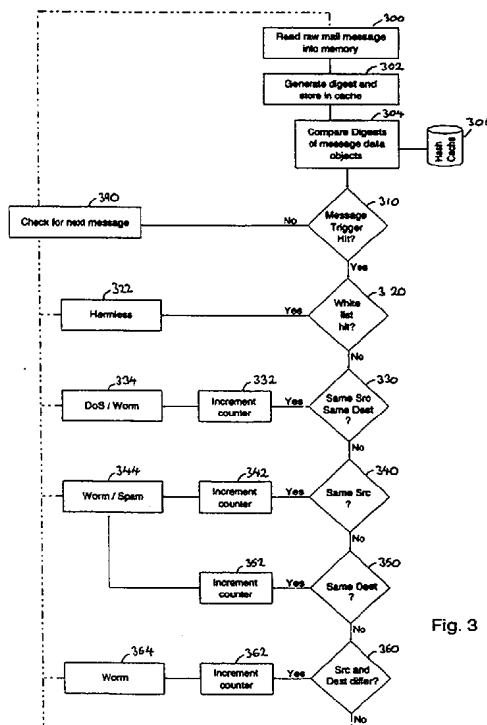 300
Read raw mail message
into memory
302
Generate digest and
store in cache
304
Compare Digests
of message data
objects
306
Hash
Cache
310
Message
Trigger
Hit?
No
390
Check for next message
Yes
320
White
list
hit?
Yes
322
Harmless
No
330
Same Src
Same Dest
?
Yes
332
Increment
counter
334
DoS / Worm
No
340
Same Src
?
Yes
342
Increment
counter
344
Worm / Spam
No
350
Same Dest
?
Yes
352
Increment
counter
No
Fig. 3
360
Src and
Dest differ?
Yes
362
Increment
counter
364
Worm
No